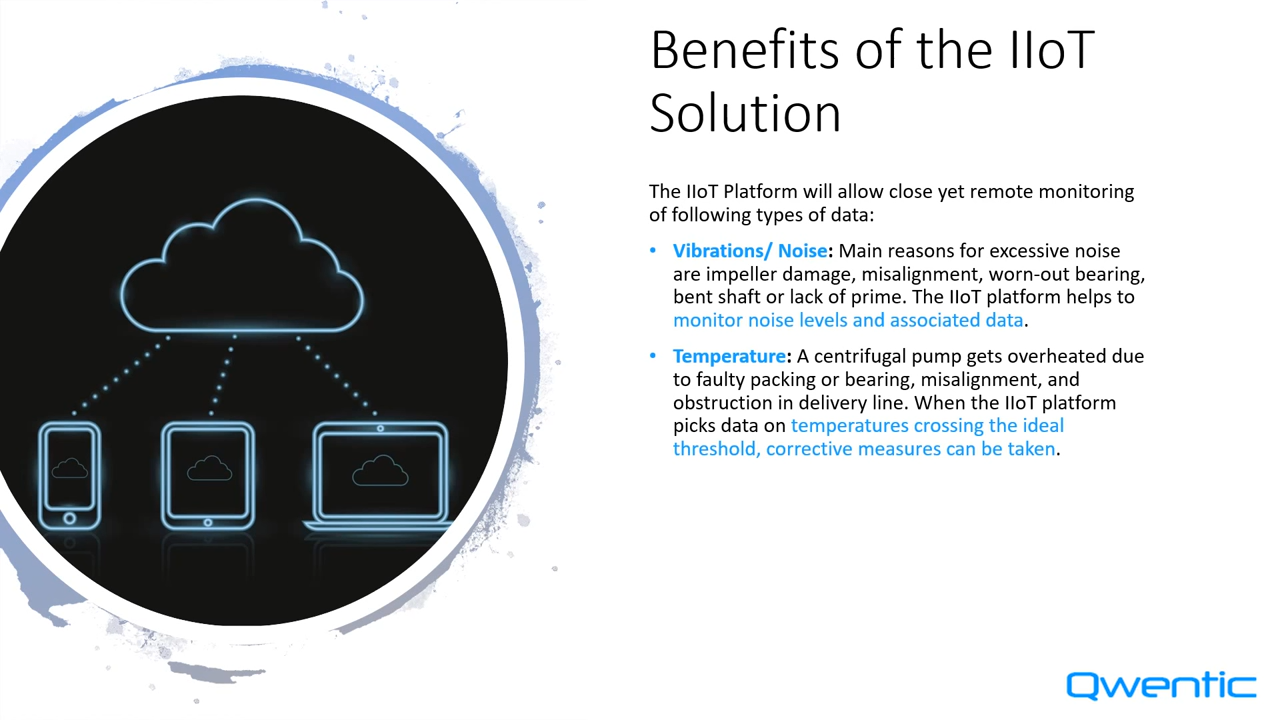 Benefits of the IIoT
Solution
The IIoT Platform will allow close yet remote monitoring
of following types of data:
• Vibrations/ Noise: Main reasons for excessive noise
are impeller damage, misalignment, worn-out bearing,
bent shaft or lack of prime. The IIoT platform helps to
monitor noise levels and associated data.
• Temperature: A centrifugal pump gets overheated due
to faulty packing or bearing, misalignment, and
obstruction in delivery line. When the IIoT platform
picks data on temperatures crossing the ideal
threshold, corrective measures can be taken.
Qwentic